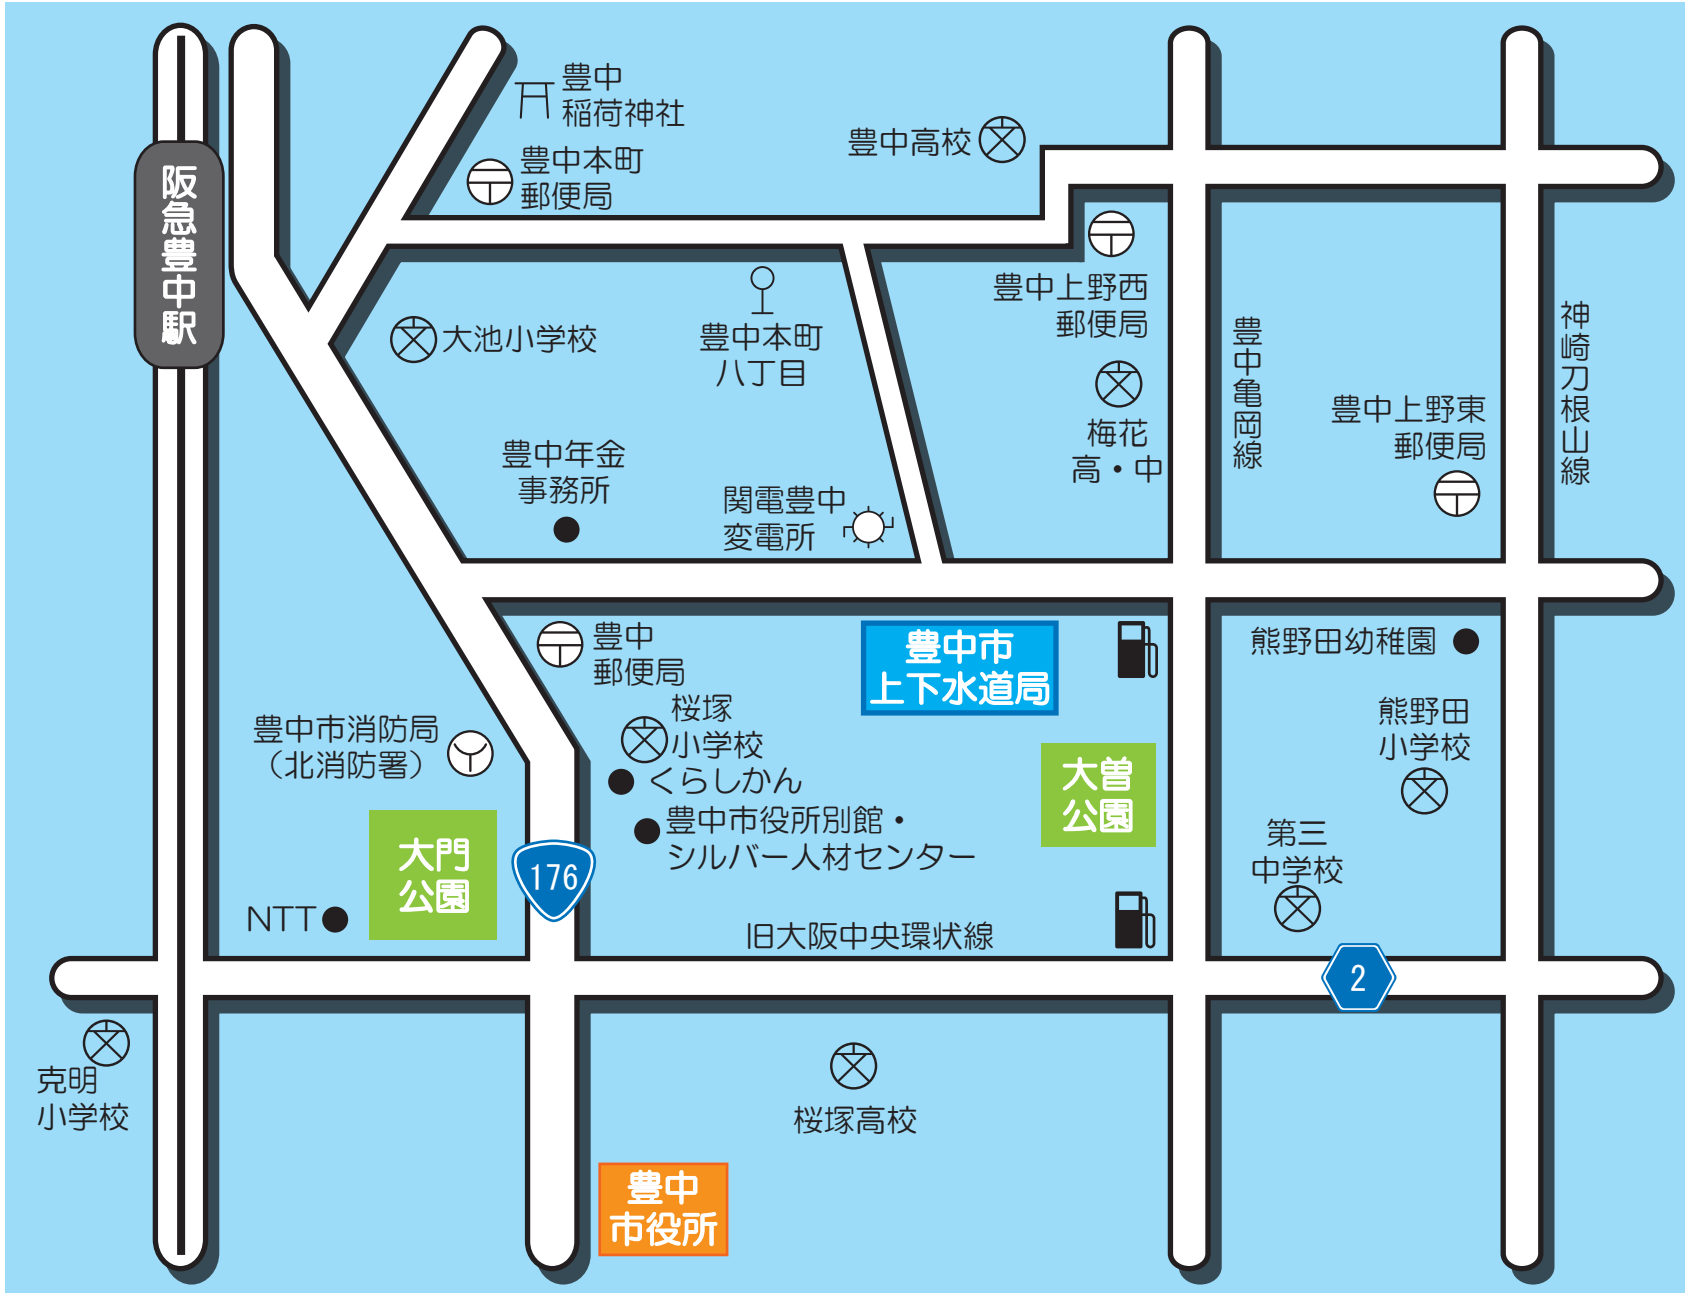 豊中
稲荷神社
豊中高校
豊中本町
郵便局
阪急豊中駅
豊中上野西
郵便局
大池小学校
豊中本町
八丁目
豊中亀岡線
神崎刀根山線
豊中上野東
郵便局
梅花
高・中
豊中年金
事務所
関電豊中
変電所
豊中
郵便局
豊中市
上下水道局
熊野田幼稚園
桜塚
小学校
熊野田
小学校
豊中市消防局
（北消防署）
くらしかん
大曽
公園
豊中市役所別館・
シルバー人材センター
第三
中学校
大門
公園
176
NTT
旧大阪中央環状線
2
克明
小学校
桜塚高校
豊中
市役所